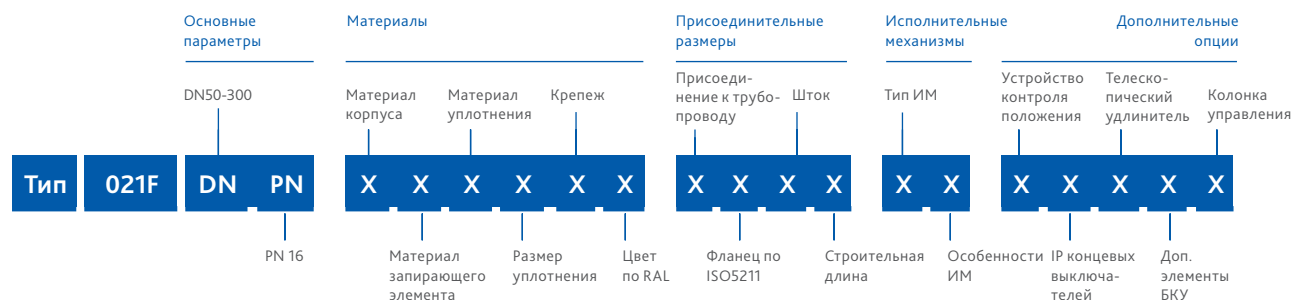 Основные
параметры
Материалы
Присоединительные
размеры
Исполнительные
механизмы
Дополнительные
опции
DN50-300
Материал
корпуса
Материал
уплотнения
Крепеж
Присоеди-
нение к трубо-
проводу
Шток
Тип ИМ
Устройство
контроля
положения
Телеско-
пический
удлинитель
Колонка
управления
Тип 021F DN PN X X X X X X X X X X X X X X X X X
PN 16
Материал
запирающего
элемента
Размер
уплотнения
Цвет
по RAL
Фланец по
ISO5211
Строительная
длина
Особенности
ИМ
IP концевых
выключа-
телей
Доп.
элементы
БКУ